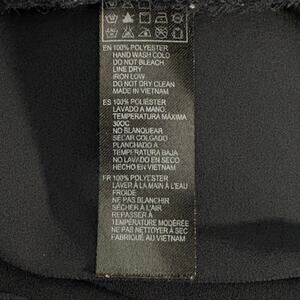 EN 100% POLYESTER
HAND WASH COLD
DO NOT BLEACH
LINE DRY
IRON LOW
DO NOT DRY CLEAN
MADE IN VIETNAM
ES 100% POLIÉSTER
LAVADO A MANO.
TEMPERATURA MÁXIMA
30OC
NO BLANQUEAR
SECAR COLGADO
PLANCHADO A
TEMPERATURA BAJA
NO LAVADO EN SECO
HECHO EN VIETNAM
FR 100% POLYESTER
LAVER À LA MAIN À L'EAU
FROIDE
NE PAS BLANCHIR
SÉCHER À L'AIR
REPASSER À
TEMPÉRATURE MODÉRÉE
NE PAS NETTOYER À SEC
FABRIQUÉ AU VIETNAM